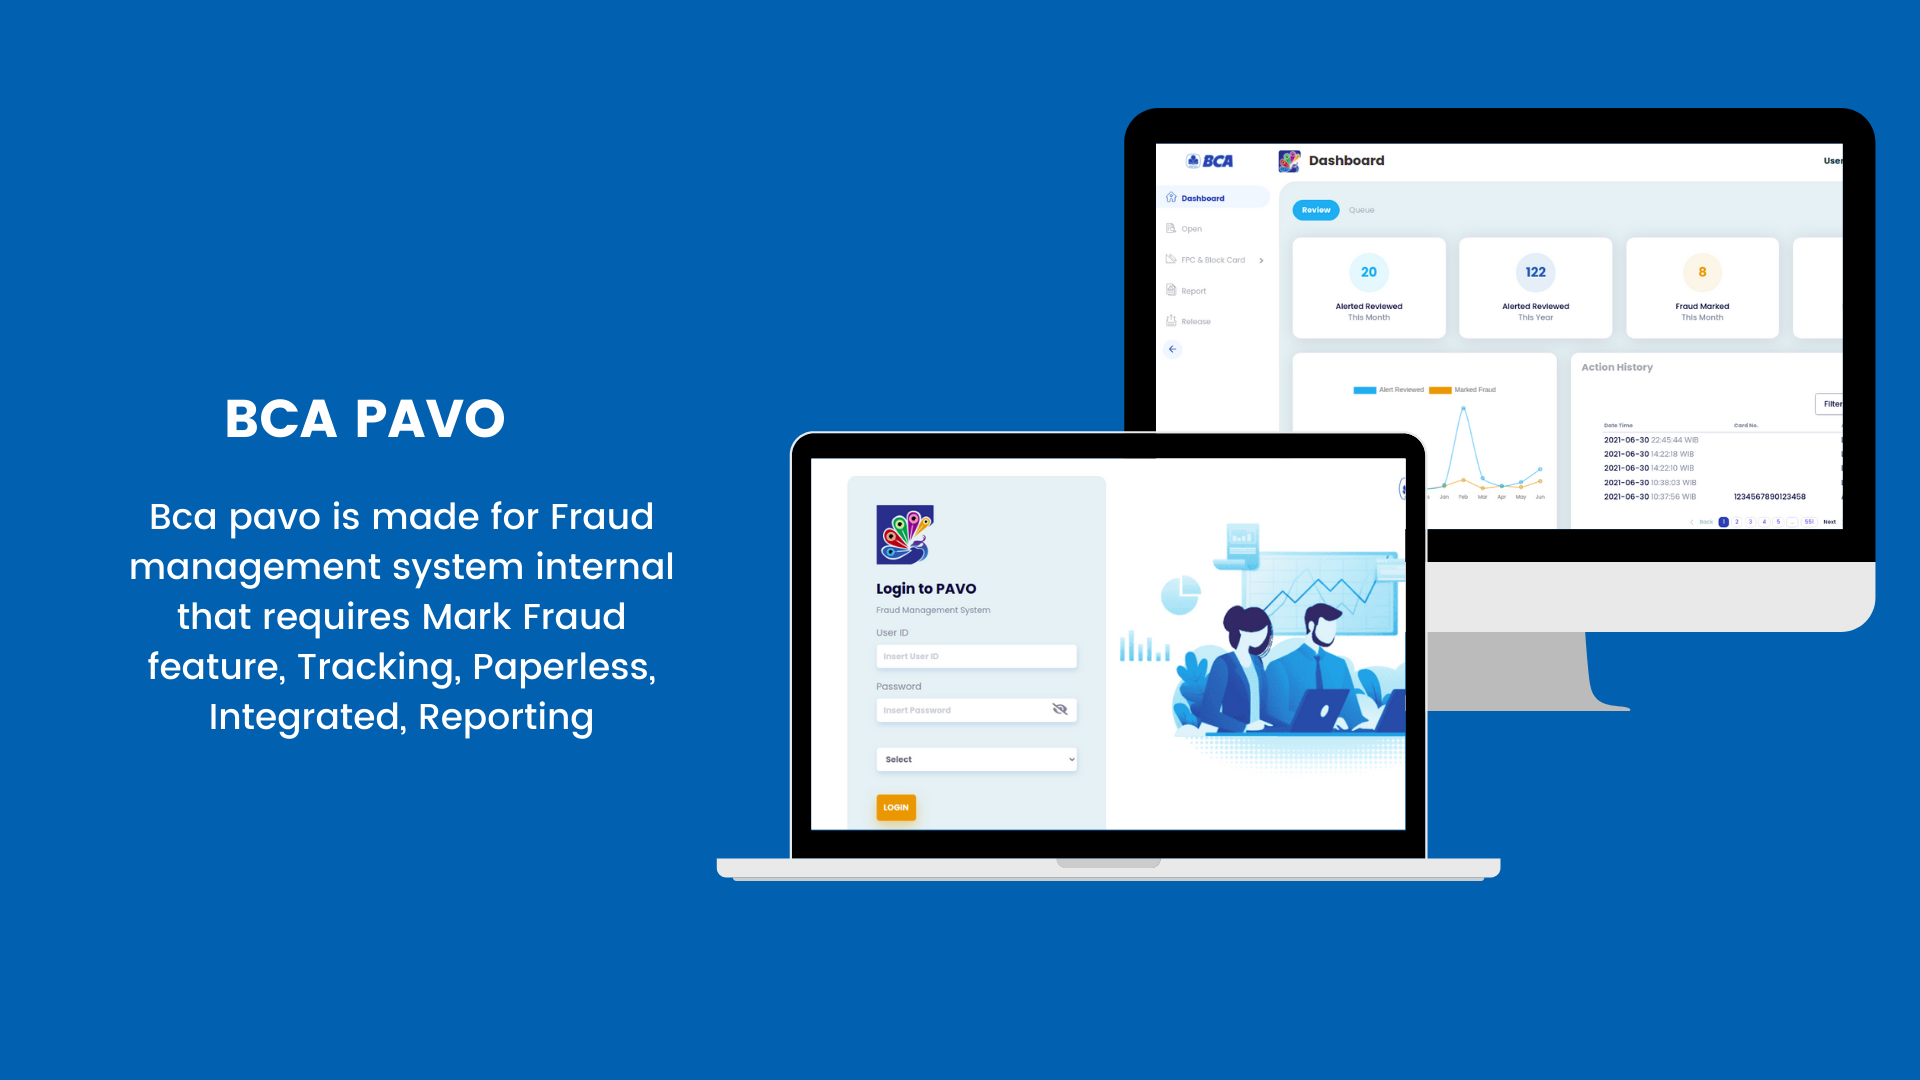 BCA PAVO
Bca pavo is made for Fraud
management system internal
that requires Mark Fraud
feature, Tracking, Paperless,
Integrated, Reporting
BCA
Dashboard
User
Dashboard
Open
FPC & Block Card
Report
Release
Review
Queue
20
Alerted Reviewed
This Month
122
Alerted Reviewed
This Year
8
Fraud Marked
This Month
Alert Reviewed
Marked Fraud
Jan Feb Mar Apr May Jun
Action History
Filter
Date Time
Card No.
2021-06-30 22:45:44 WIB
2021-06-30 14:22:18 WIB
2021-06-30 14:22:10 WIB
2021-06-30 10:38:03 WIB
2021-06-30 10:37:56 WIB
1234567890123458
Back 1 2 3 4 5 ... 551 Next
Login to PAVO
Fraud Management System
User ID
Insert User ID
Password
Insert Password
Select
LOGIN